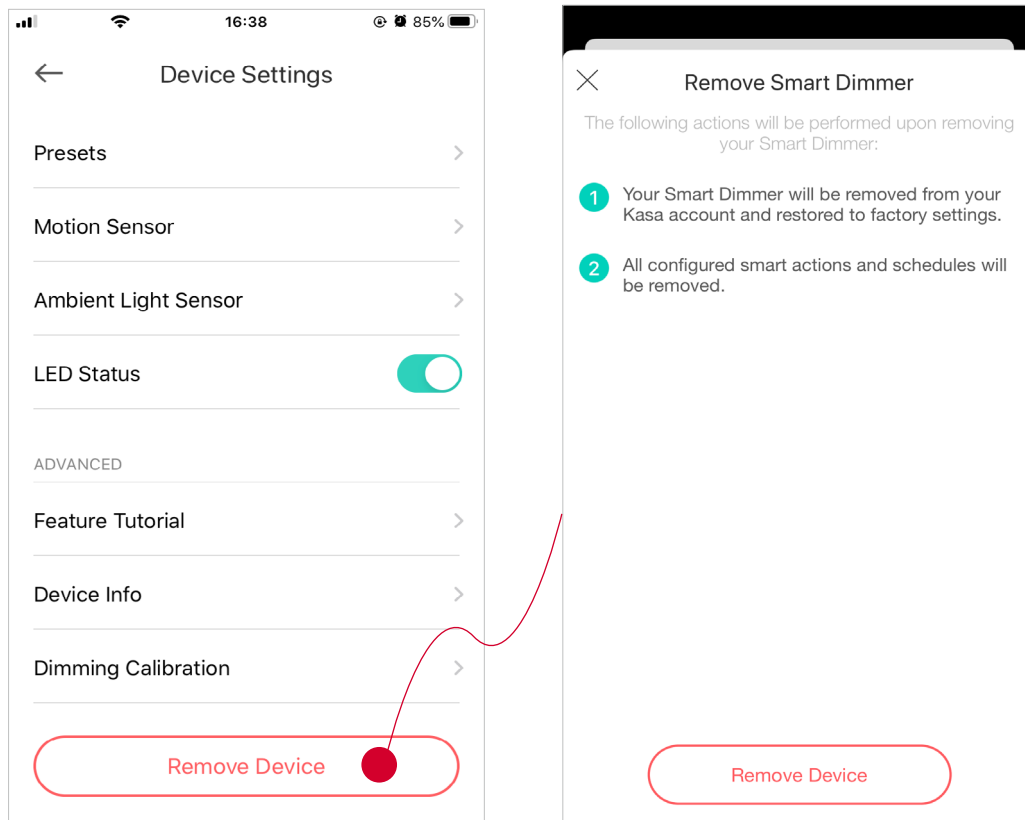 16:38
85%
Device Settings
Presets
Motion Sensor
Ambient Light Sensor
LED Status
ADVANCED
Feature Tutorial
Device Info
Dimming Calibration
Remove Device
Remove Smart Dimmer
The following actions will be performed upon removing
your Smart Dimmer:
1
Your Smart Dimmer will be removed from your
Kasa account and restored to factory settings.
2
All configured smart actions and schedules will
be removed.
Remove Device